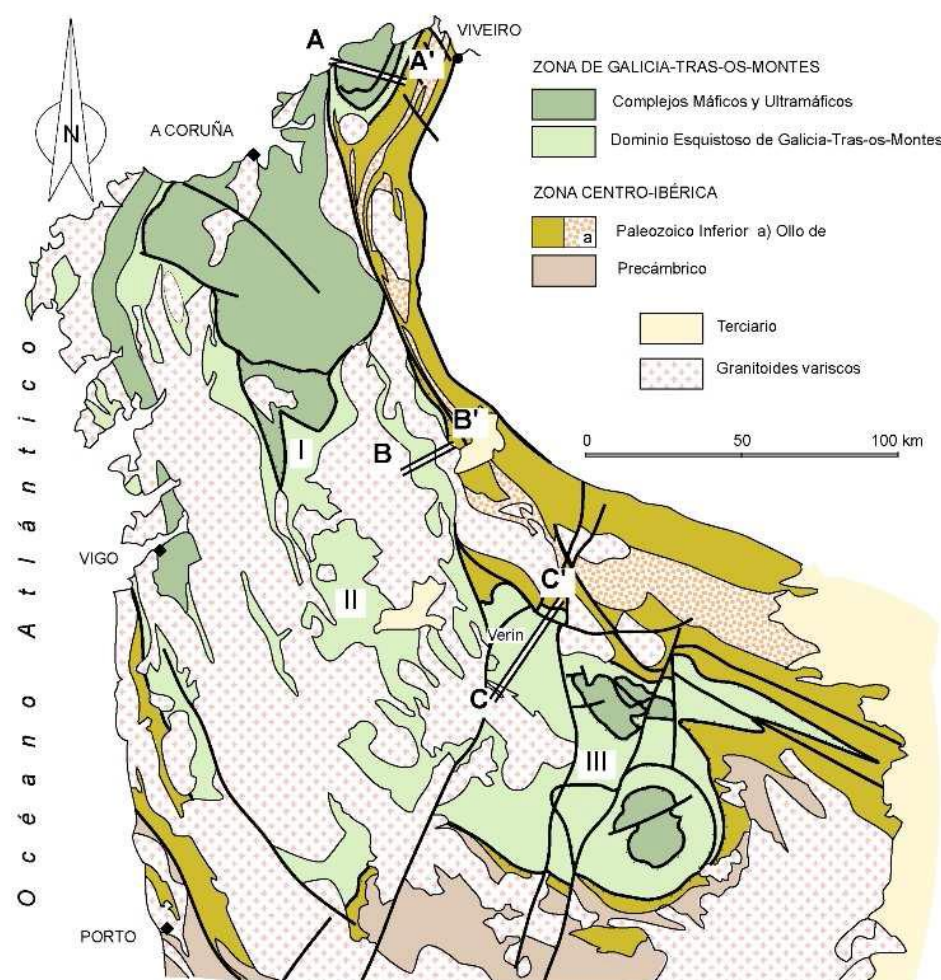 A
VIVEIRO
A'
N
A CORUÑA
ZONA DE GALICIA-TRAS-OS-MONTES
Complejos Máficos y Ultramáficos
Dominio Esquistoso de Galicia-Tras-os-Montes
ZONA CENTRO-IBÉRICA
a
Paleozoico Inferior a) Ollo de
Precámbrico
Terciario
Granitoides variscos
0 50 100 km
B'
B
I
Océano Atlántico
VIGO
II
C'
Verin
C
III
PORTO